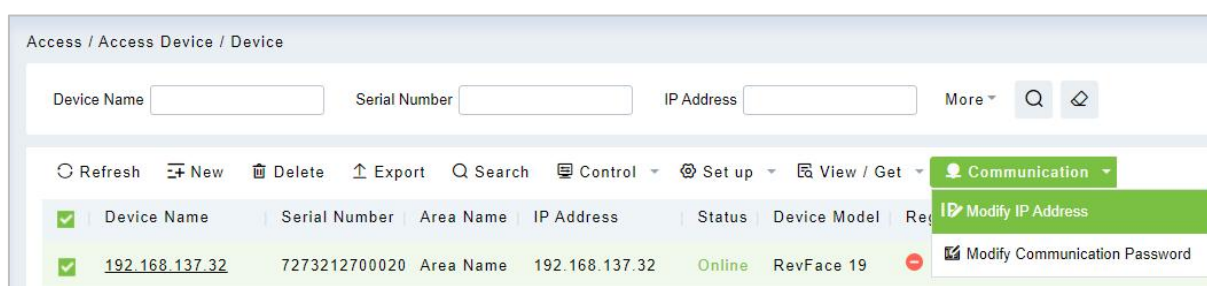 Access / Access Device / Device
Device Name Serial Number IP Address More
Refresh New Delete Export Search Control Set up View / Get Communication
Device Name Serial Number Area Name IP Address Status Device Model Modify IP Address
192.168.137.32 7273212700020 Area Name 192.168.137.32 Online RevFace 19 Modify Communication Password